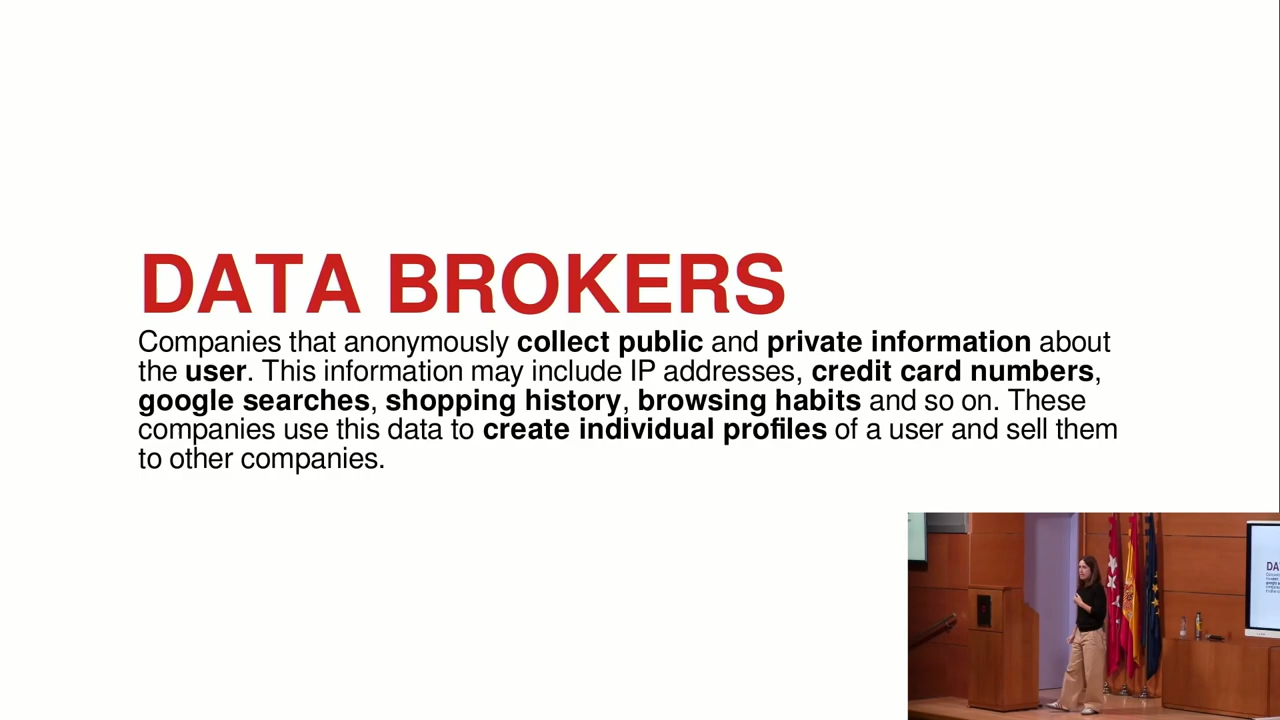 DATA BROKERS
Companies that anonymously collect public and private information about
the user. This information may include IP addresses, credit card numbers,
google searches, shopping history, browsing habits and so on. These
companies use this data to create individual profiles of a user and sell them
to other companies.
DA